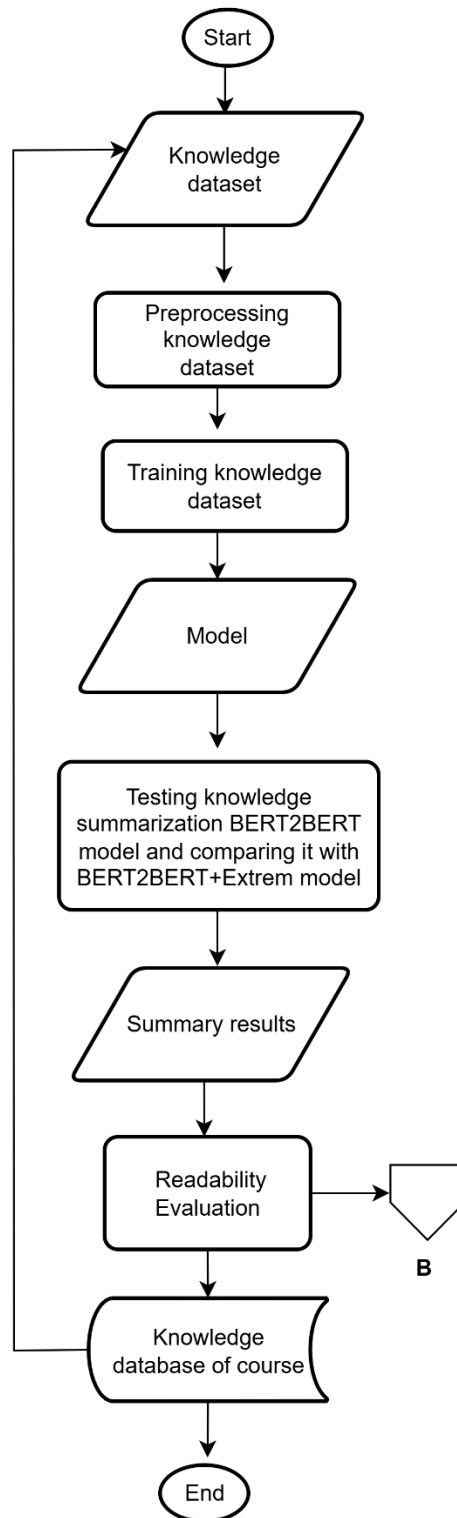 Start
Knowledge
dataset
Preprocessing
knowledge
dataset
Training knowledge
dataset
Model
Testing knowledge
summarization BERT2BERT
model and comparing it with
BERT2BERT+Extrem model
Summary results
Readability
Evaluation
B
Knowledge
database of course
End